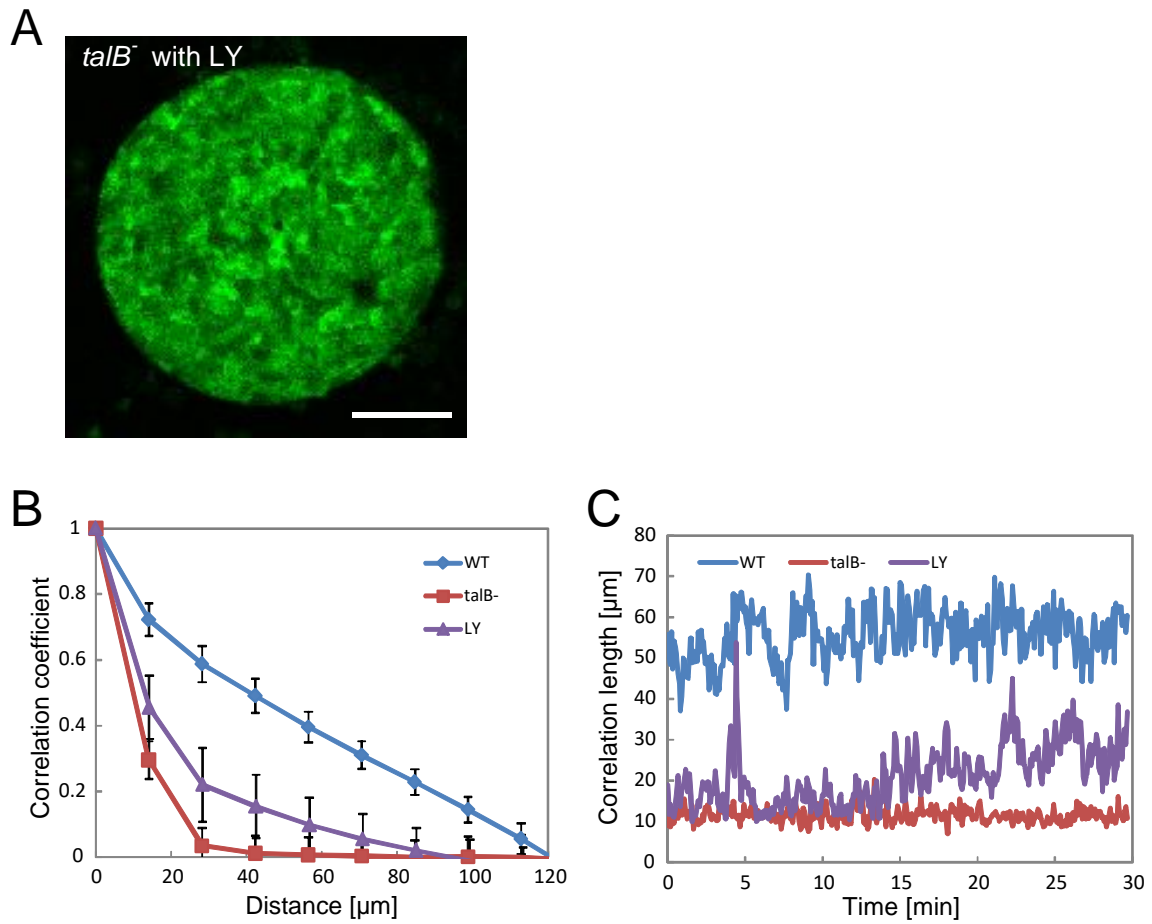 A
talB- with LY
B
Correlation coefficient
1
0.8
0.6
0.4
0.2
0
WT
talB-
LY
0 20 40 60 80 100 120
Distance [µm]
C
Correlation length [µm]
80
70
60
50
40
30
20
10
0
WT talB- LY
0 5 10 15 20 25 30
Time [min]